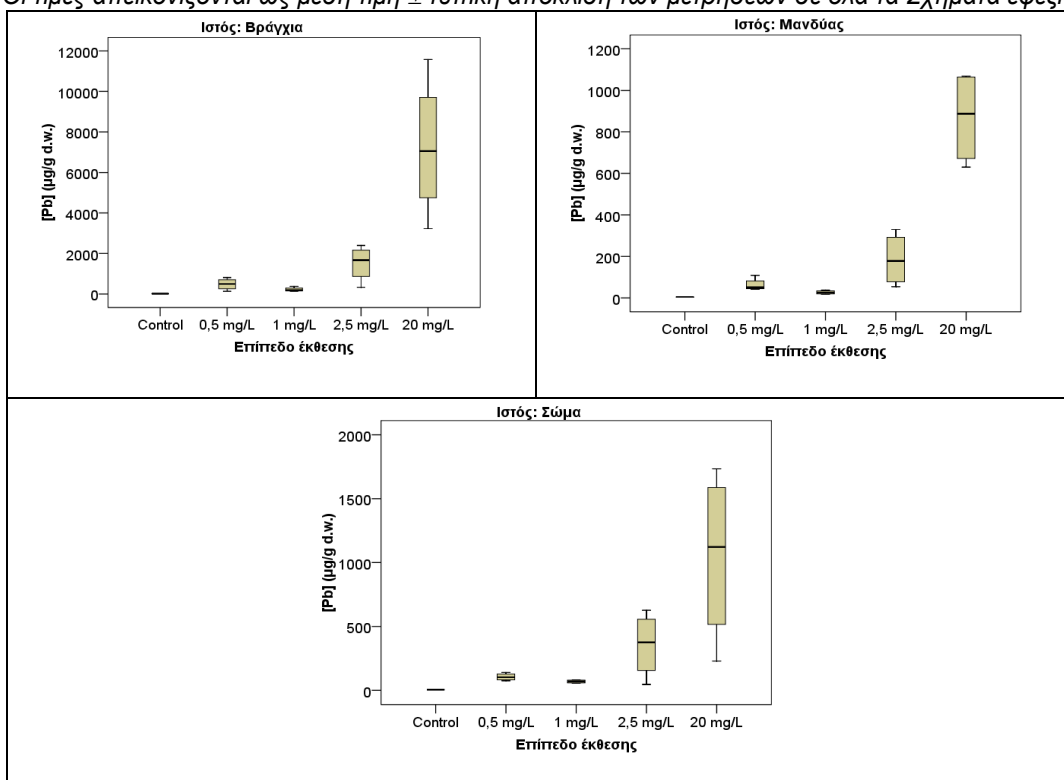 Οι τιμές απεικονίζονται ως μέση τιμή ± τυπική απόκλιση των μετρήσεων σε όλα τα Σχήματα
Ιστός: Βράγχια
[Pb] (μg/g d.w.)
12000
10000
8000
6000
4000
2000
0
Control 0,5 mg/L 1 mg/L 2,5 mg/L 20 mg/L
Επίπεδο έκθεσης
Ιστός: Μανδύας
[Pb] (μg/g d.w.)
1200
1000
800
600
400
200
0
Control 0,5 mg/L 1 mg/L 2,5 mg/L 20 mg/L
Επίπεδο έκθεσης
Ιστός: Σώμα
[Pb] (μg/g d.w.)
2000
1500
1000
500
0
Control 0,5 mg/L 1 mg/L 2,5 mg/L 20 mg/L
Επίπεδο έκθεσης